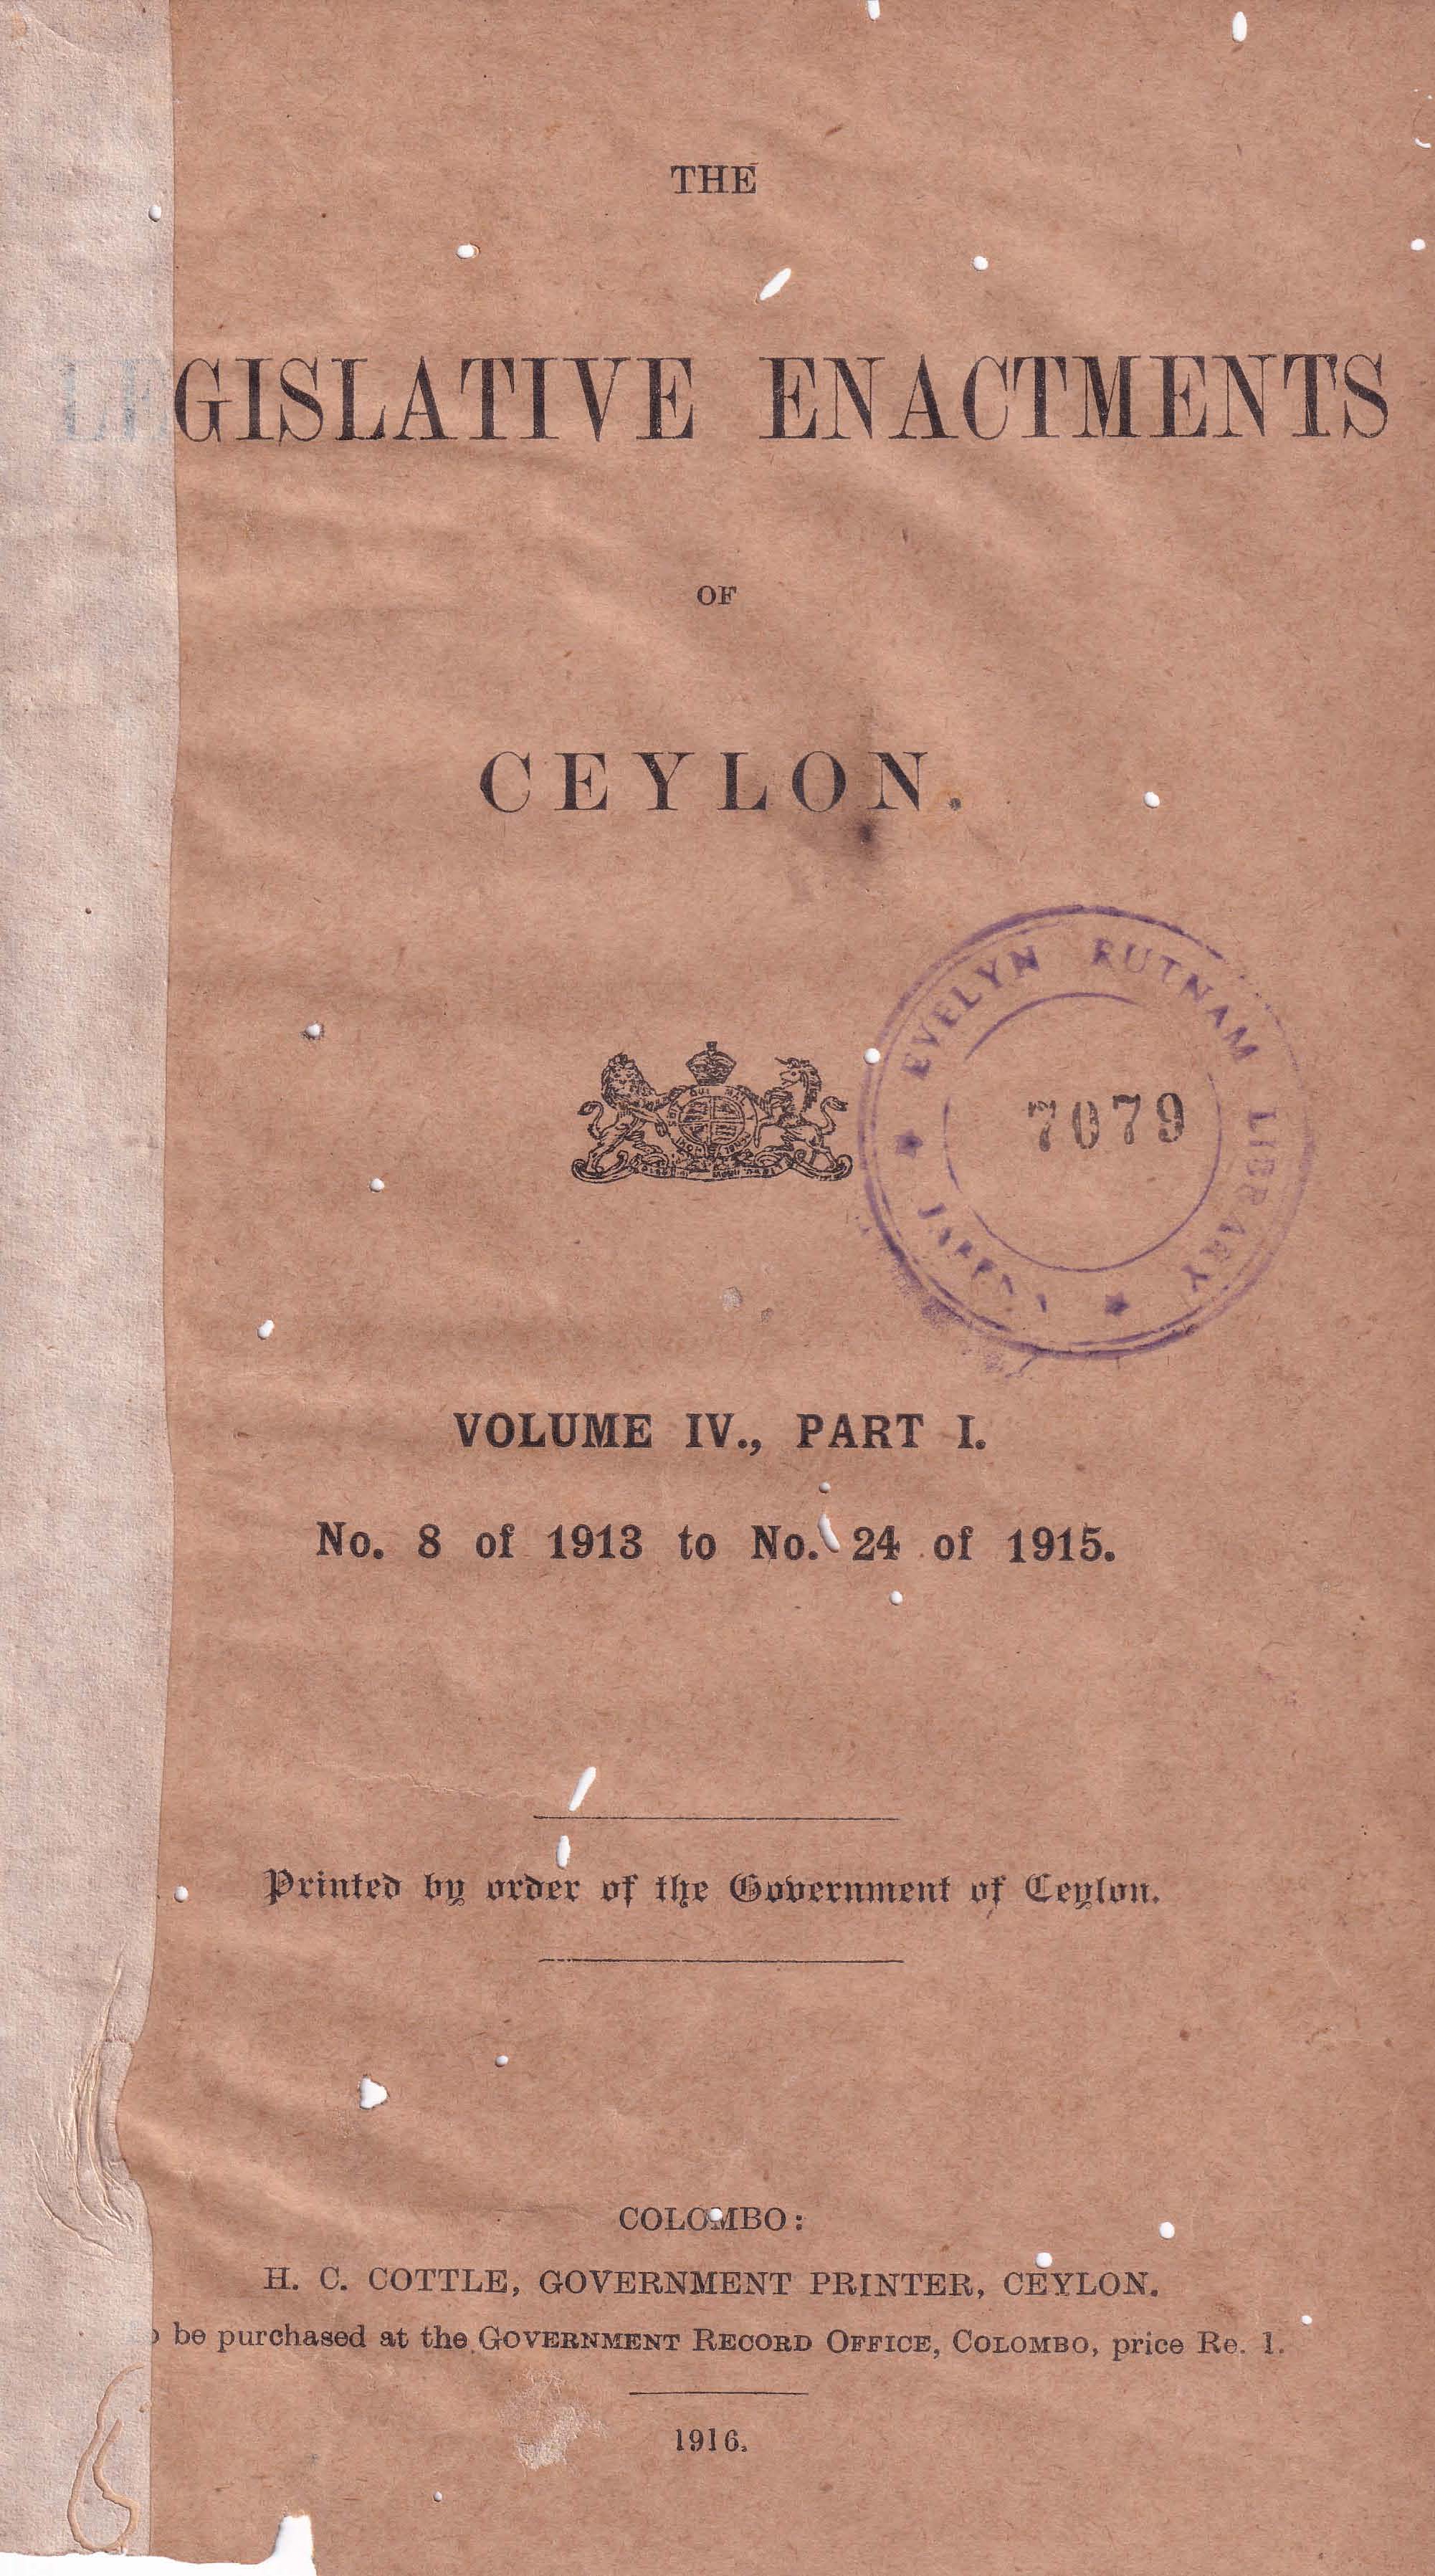 THE
LEGISLATIVE ENACTMENTS
OF
CEYLON.
EVELYN RUTNAM LIBRARY
7079
VOLUME IV., PART I.
No. 8 of 1913 to No. 24 of 1915.
Printed by order of the Government of Ceylon.
COLOMBO:
H. C. COTTLE, GOVERNMENT PRINTER, CEYLON.
be purchased at the GOVERNMENT RECORD OFFICE, COLOMBO, price Re. 1.
1916.